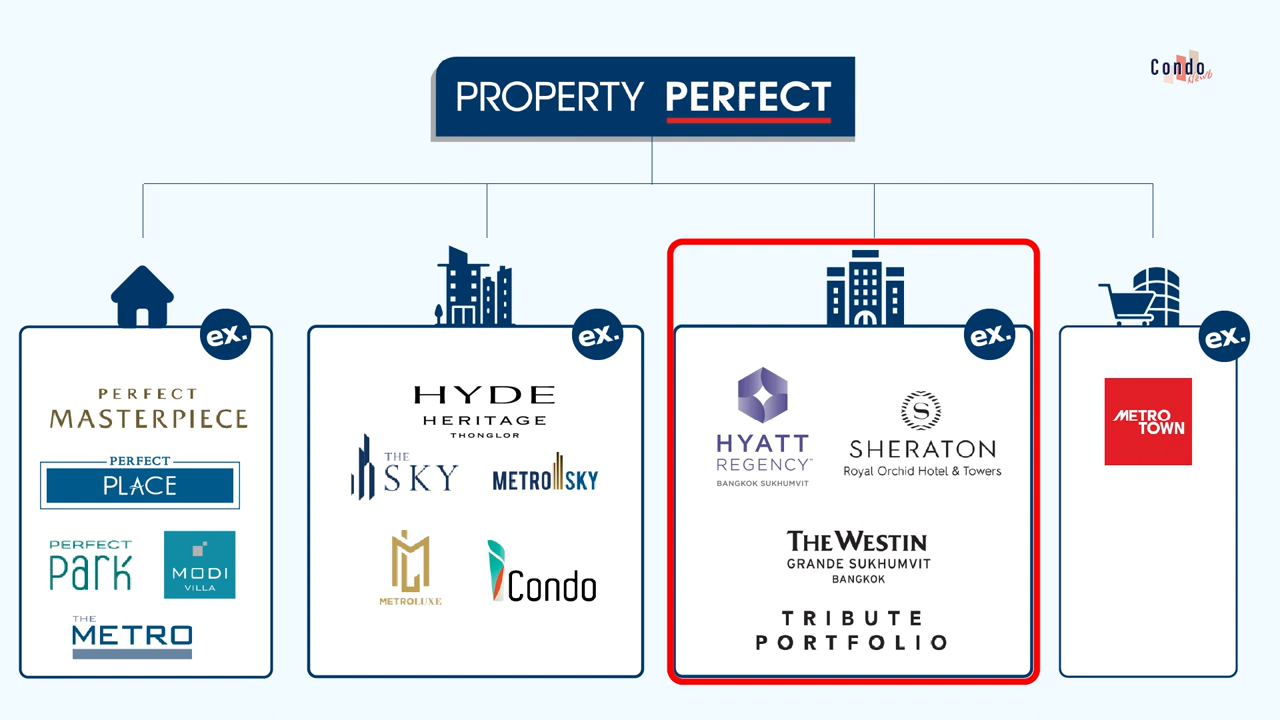 PROPERTY PERFECT
Condo
ex.
PERFECT
MASTERPIECE
PERFECT
PLACE
PERFECT
PARK
MODI
VILLA
THE
METRO
ex.
HYDE
HERITAGE
THONGLOR
THE
SKY
METRO SKY
METROLUXE
Condo
ex.
HYATT
REGENCY™
BANGKOK SUKHUMVIT
S
SHERATON
Royal Orchid Hotel & Towers
THE WESTIN
GRANDE SUKHUMVIT
BANGKOK
TRIBUTE
PORTFOLIO
ex.
METRO
TOWN